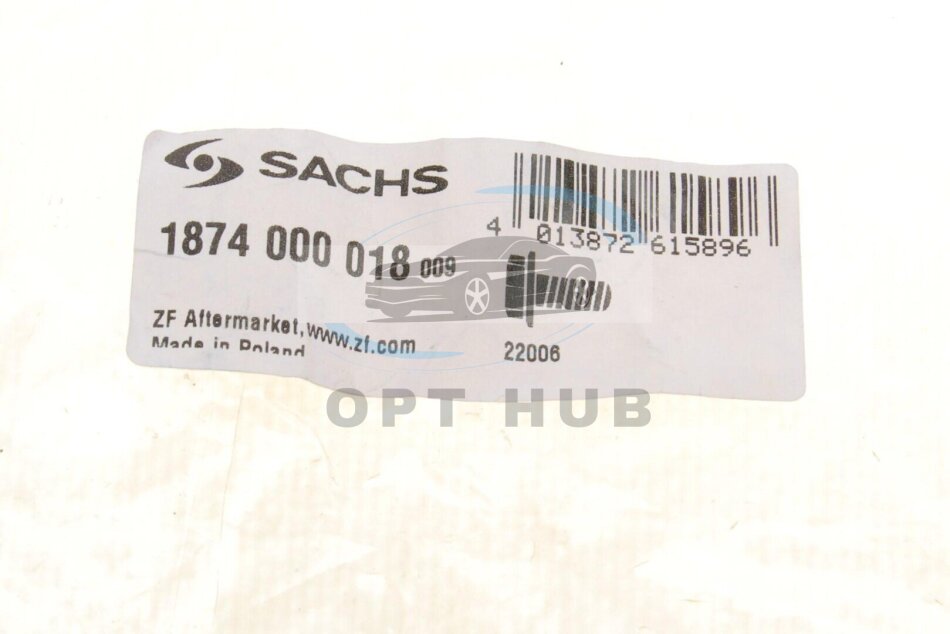 SACHS
4 013872 615896
1874 000 018 009
ZF Aftermarket, www.zf.com
22006
Made in Poland
OPT HUB